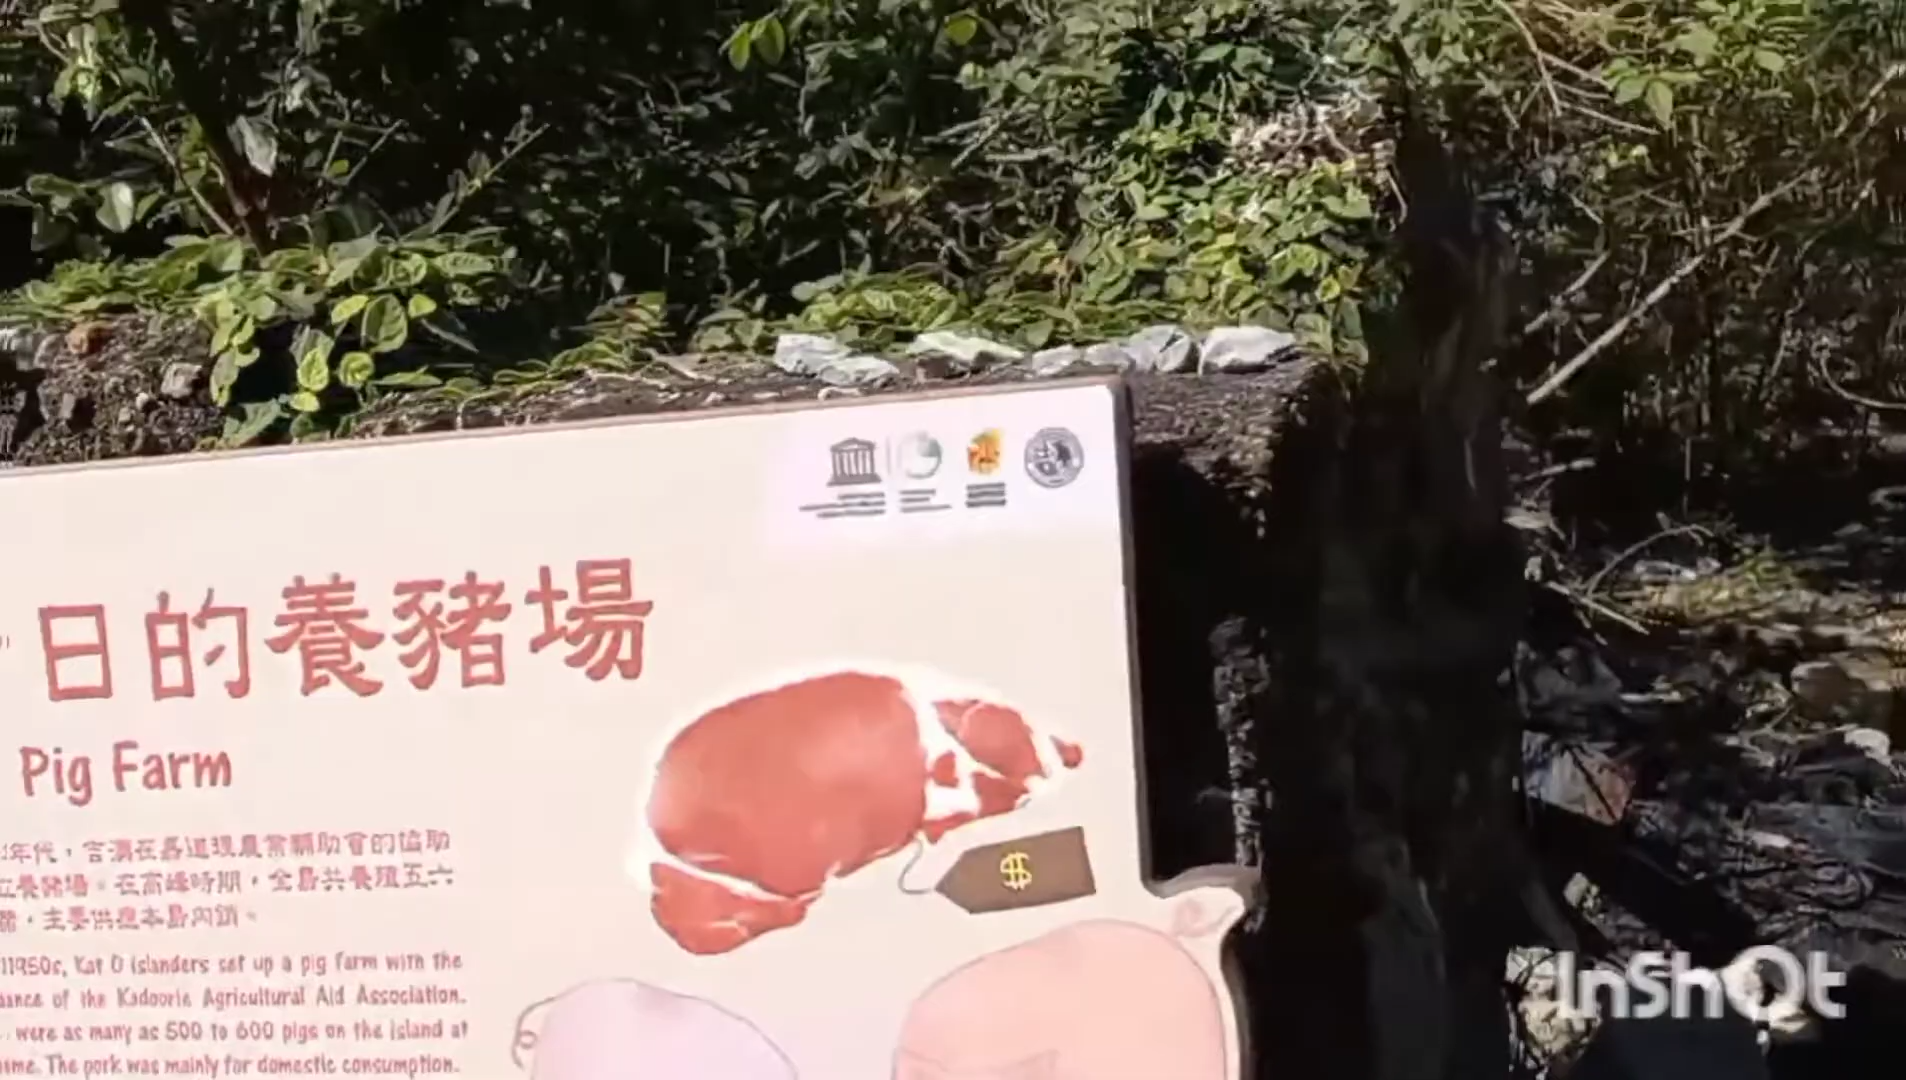 日的養豬場
Pig Farm
年代，吉澳在嘉道理農業輔助會的協助
立養豬場。在高峰時期，全島共養殖五六
豬，主要供應本島內銷。
1950s, Kat O islanders set up a pig farm with the
of the Kadoorie Agricultural Aid Association.
were as many as 500 to 600 pigs on the island at
The pork was mainly for domestic consumption.
$
InShOt